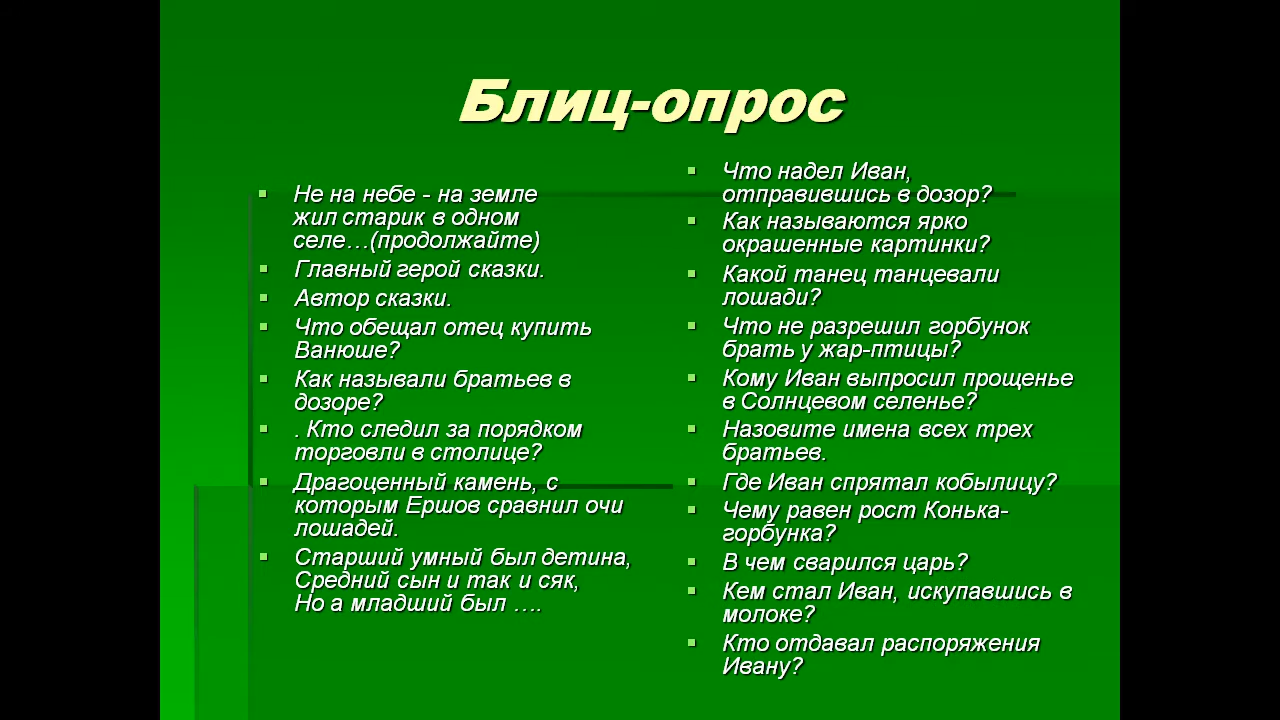 Блиц-опрос
Не на небе - на земле
жил старик в одном
селе…(продолжайте)
Главный герой сказки.
Автор сказки.
Что обещал отец купить
Ванюше?
Как называли братьев в
дозоре?
. Кто следил за порядком
торговли в столице?
Драгоценный камень, с
которым Ершов сравнил очи
лошадей.
Старший умный был детина,
Средний сын и так и сяк,
Но а младший был ….
Что надел Иван,
отправившись в дозор?
Как называются ярко
окрашенные картинки?
Какой танец танцевали
лошади?
Что не разрешил горбунок
брать у жар-птицы?
Кому Иван выпросил прощенье
в Солнцевом селенье?
Назовите имена всех трех
братьев.
Где Иван спрятал кобылицу?
Чему равен рост Конька-
горбунка?
В чем сварился царь?
Кем стал Иван, искупавшись в
молоке?
Кто отдавал распоряжения
Ивану?